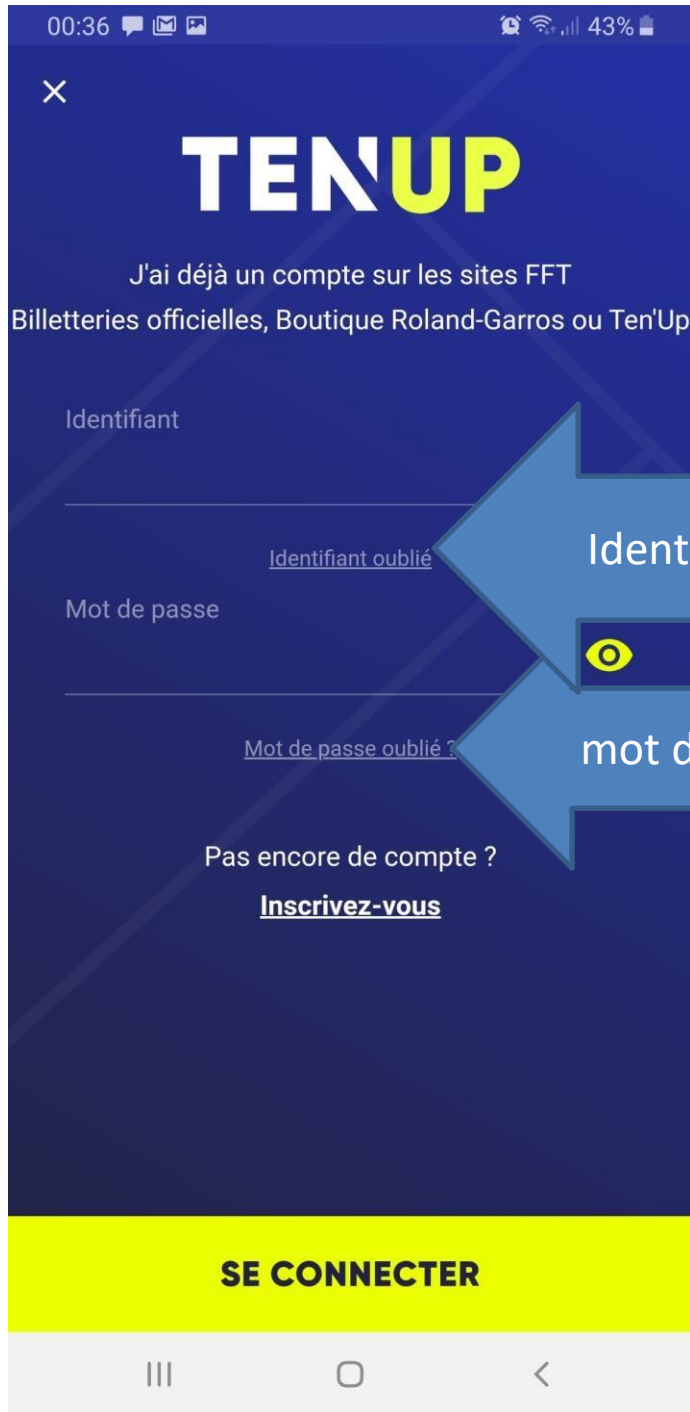 00:36
43%
TENUP
J'ai déjà un compte sur les sites FFT
Billetteries officielles, Boutique Roland-Garros ou Ten'Up
Identifiant
Identifiant oublié
Ident
Mot de passe
Mot de passe oublié ?
mot d
Pas encore de compte ?
Inscrivez-vous
SE CONNECTER